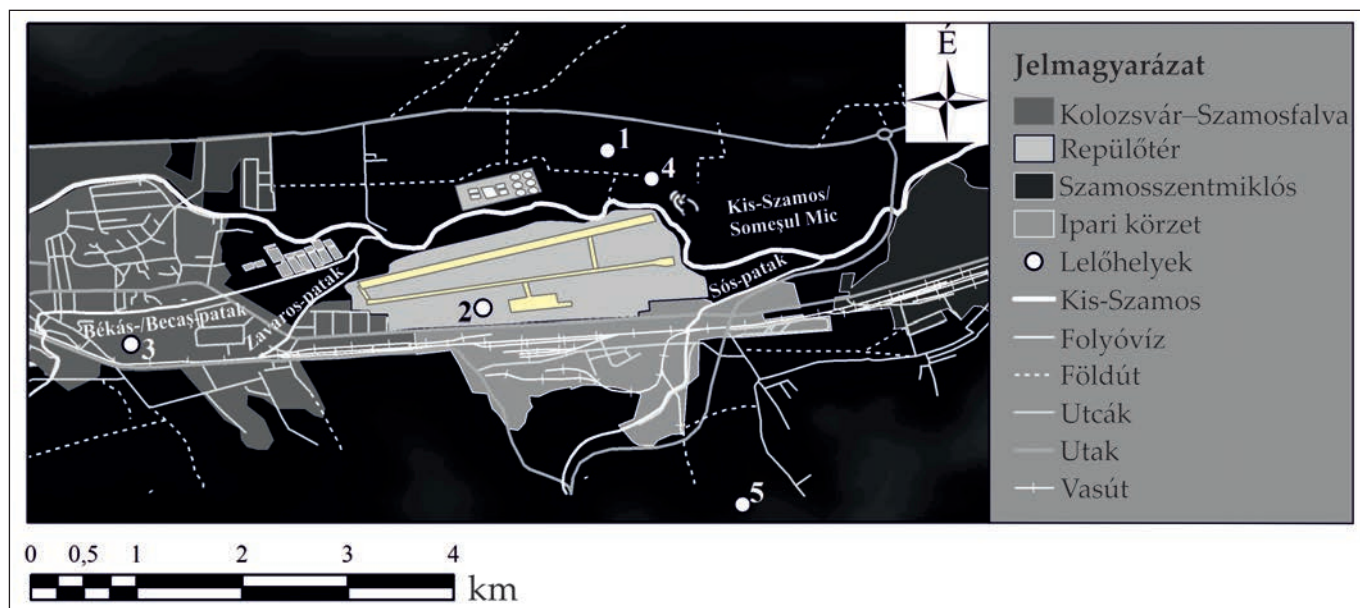 É
1
4
Kis-Szamos/
Someşul Mic
Sós-patak
2
Zavaros-patak
Békás-/Becaş-patak
3
5
Jelmagyarázat
Kolozsvár–Szamosfalva
Repülőtér
Szamosszentmiklós
Ipari körzet
Lelőhelyek
Kis-Szamos
Folyóvíz
Földút
Utcák
Utak
Vasút
0 0,5 1 2 3 4
km